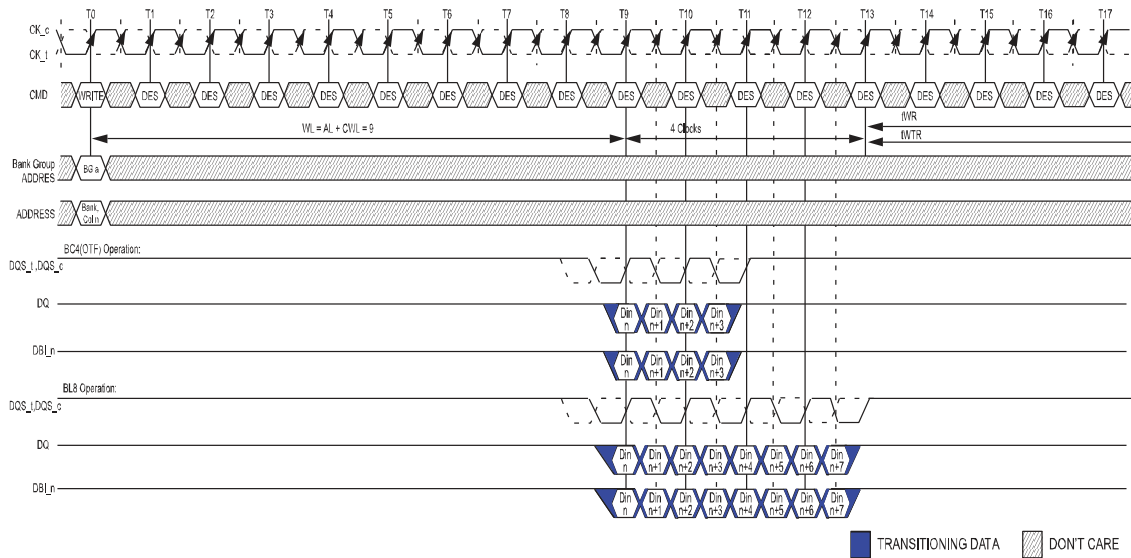 T0 T1 T2 T3 T4 T5 T6 T7 T8 T9 T10 T11 T12 T13 T14 T15 T16 T17
CK_c
CK_t
CMD WRITE DES DES DES DES DES DES DES DES DES DES DES DES DES DES DES DES DES
WL = AL + CWL = 9 4 Clocks tWR
tWTR
Bank Group
ADDRES BG a
ADDRESS Bank,
Col n
BC4(OTF) Operation:
DQS_t ,DQS_c
DQ Din Din Din Din
n n+1 n+2 n+3
DBI_n Din Din Din Din
n n+1 n+2 n+3
BL8 Operation:
DQS_t,DQS_c
DQ Din Din Din Din Din Din Din Din
n n+1 n+2 n+3 n+4 n+5 n+6 n+7
DBI_n Din Din Din Din Din Din Din Din
n n+1 n+2 n+3 n+4 n+5 n+6 n+7
TRANSITIONING DATA DON'T CARE